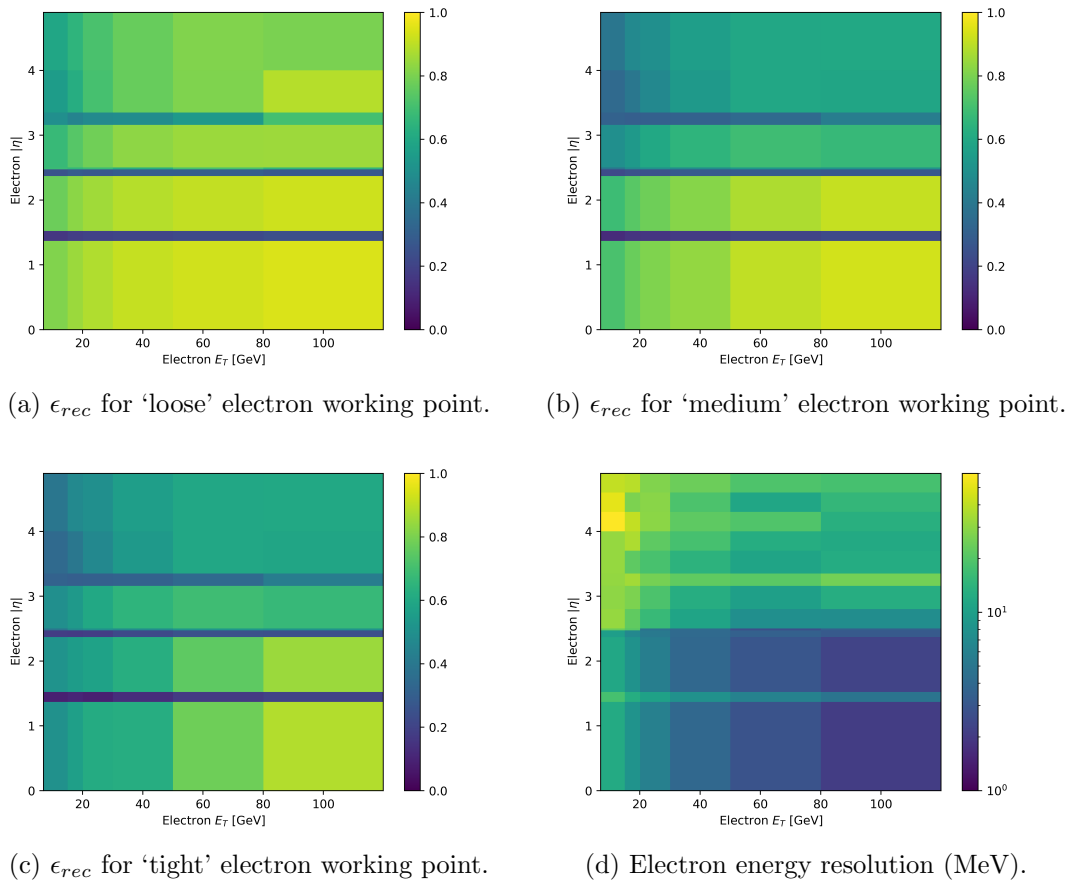 1.0
0.8
0.6
0.4
0.2
0.0
4
3
2
1
0
Electron |η|
20 40 60 80 100
Electron E_T [GeV]
(a) ϵ_rec for ‘loose’ electron working point.
1.0
0.8
0.6
0.4
0.2
0.0
4
3
2
1
0
Electron |η|
20 40 60 80 100
Electron E_T [GeV]
(b) ϵ_rec for ‘medium’ electron working point.
1.0
0.8
0.6
0.4
0.2
0.0
4
3
2
1
0
Electron |η|
20 40 60 80 100
Electron E_T [GeV]
(c) ϵ_rec for ‘tight’ electron working point.
10¹
10⁰
4
3
2
1
0
Electron |η|
20 40 60 80 100
Electron E_T [GeV]
(d) Electron energy resolution (MeV).